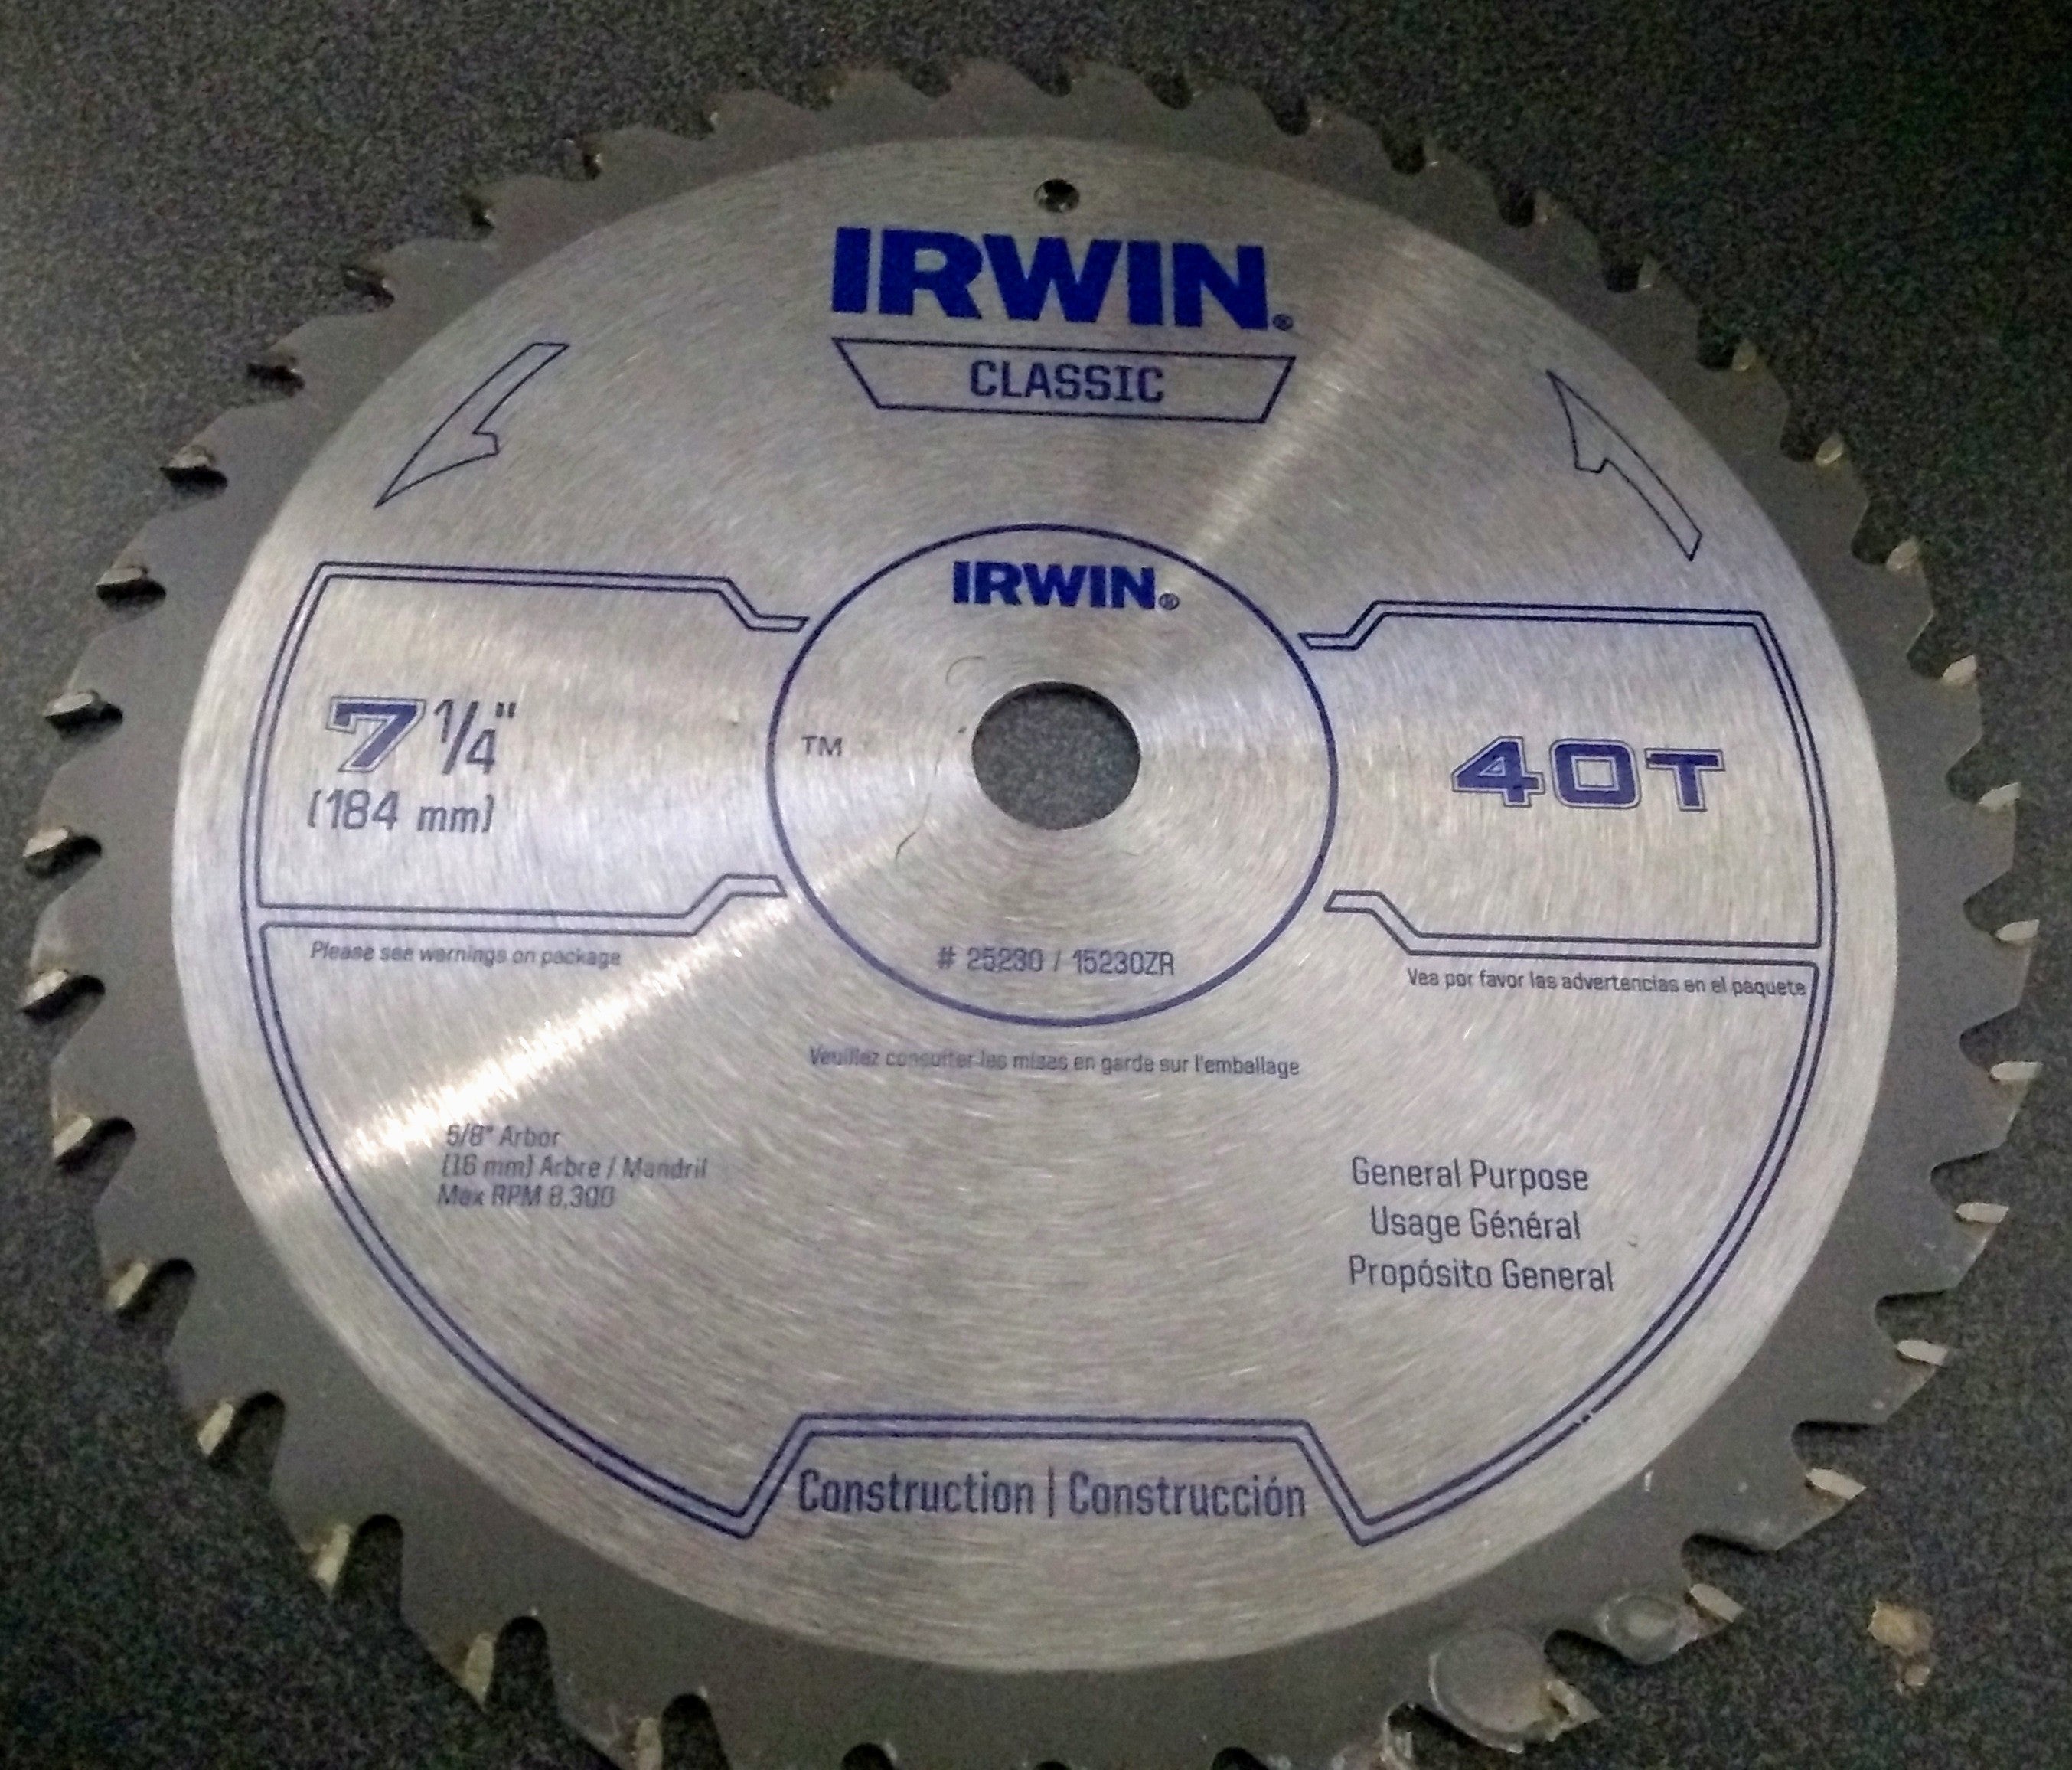 IRWIN®
CLASSIC
IRWIN®
7 1/4"
(184 mm)
TM
40T
# 25230 / 15230ZR
Please see warnings on package
Vea por favor las advertencias en el paquete
Veuillez consulter les mises en garde sur l'emballage
5/8" Arbor
(16 mm) Arbre / Mandril
Max RPM 8,300
General Purpose
Usage Général
Propósito General
Construction | Construcción